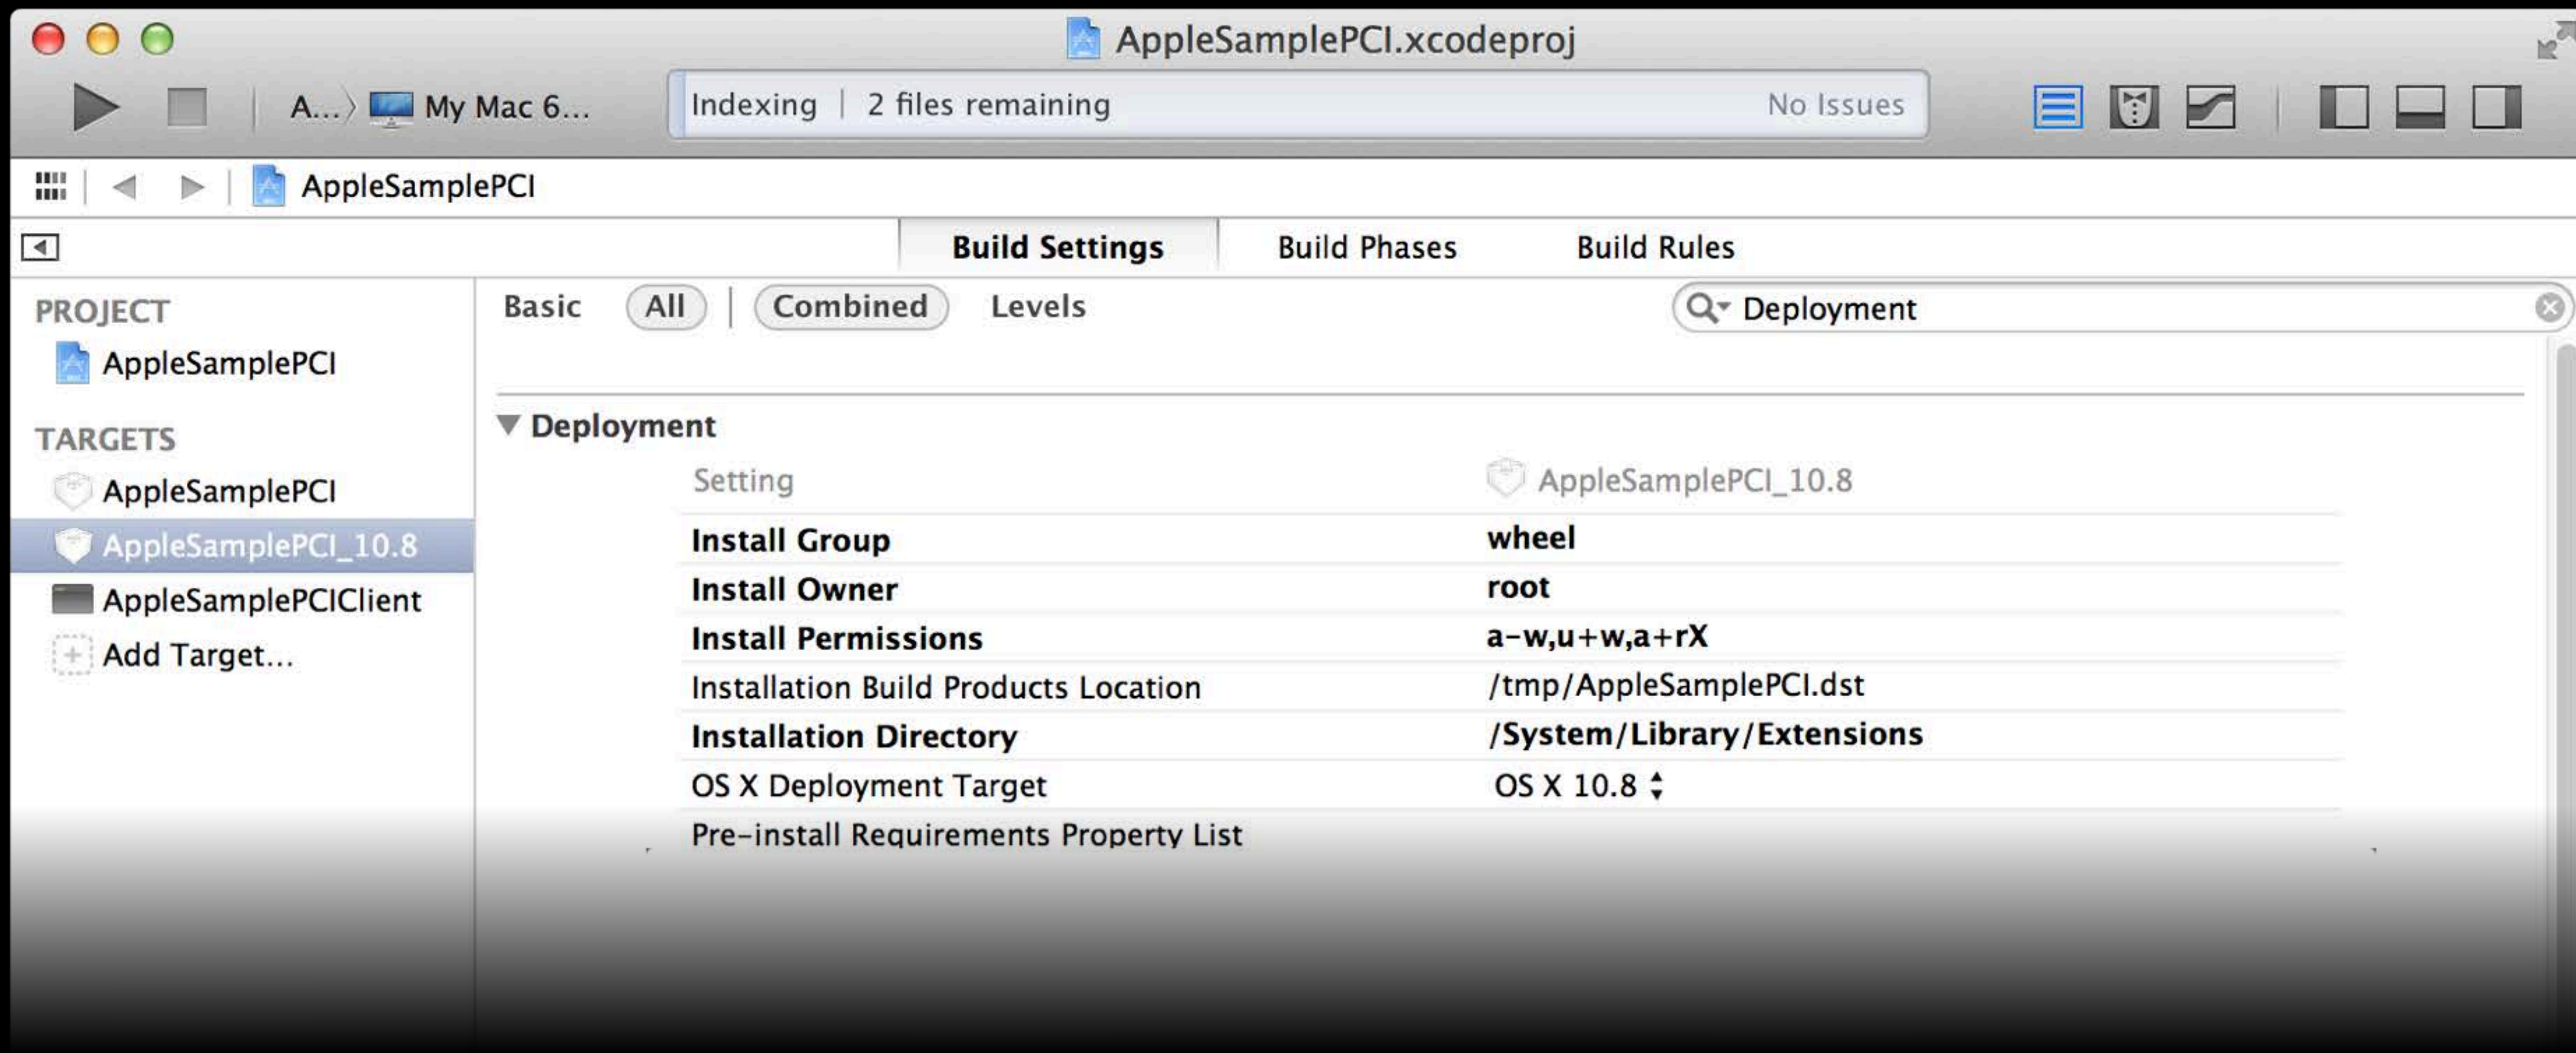 AppleSamplePCI.xcodeproj
A... My Mac 6...
Indexing | 2 files remaining No Issues
AppleSamplePCI
Build Settings Build Phases Build Rules
PROJECT
AppleSamplePCI
TARGETS
AppleSamplePCI
AppleSamplePCI_10.8
AppleSamplePCIClient
Add Target...
Basic All | Combined Levels Deployment
Deployment
Setting AppleSamplePCI_10.8
Install Group wheel
Install Owner root
Install Permissions a-w,u+w,a+rX
Installation Build Products Location /tmp/AppleSamplePCI.dst
Installation Directory /System/Library/Extensions
OS X Deployment Target OS X 10.8
Pre-install Requirements Property List